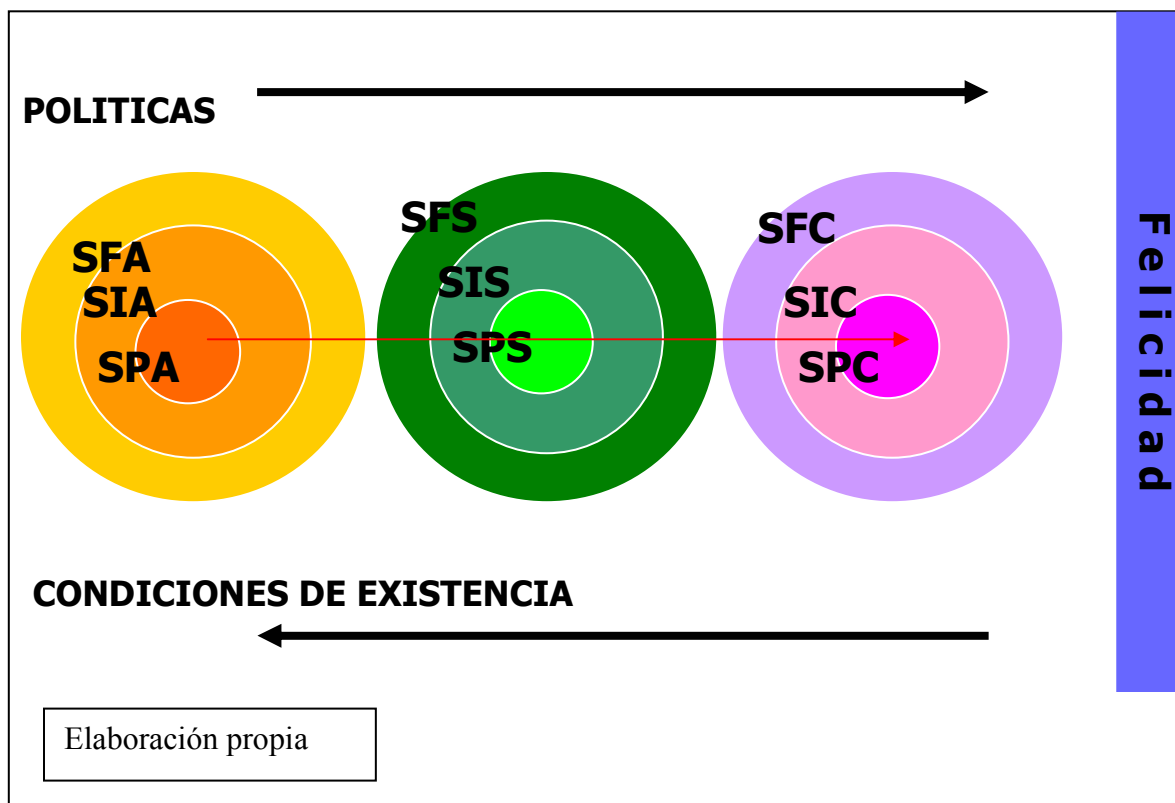 POLITICAS
SFA
SIA
SPA
SFS
SIS
SPS
SFC
SIC
SPC
Felicidad
CONDICIONES DE EXISTENCIA
Elaboración propia